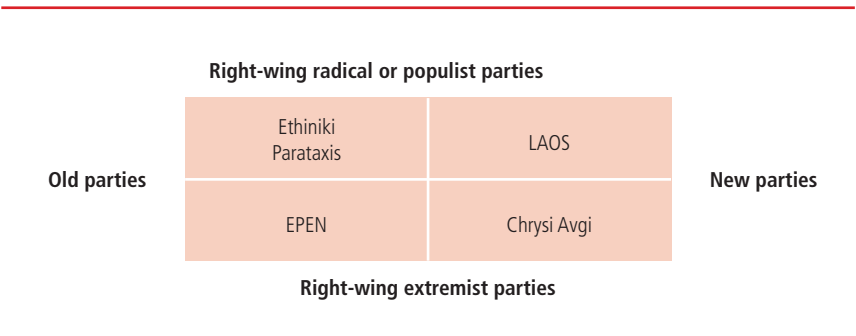 Right-wing radical or populist parties
Ethiniki
Parataxis
LAOS
Old parties
New parties
EPEN
Chrysi Avgi
Right-wing extremist parties